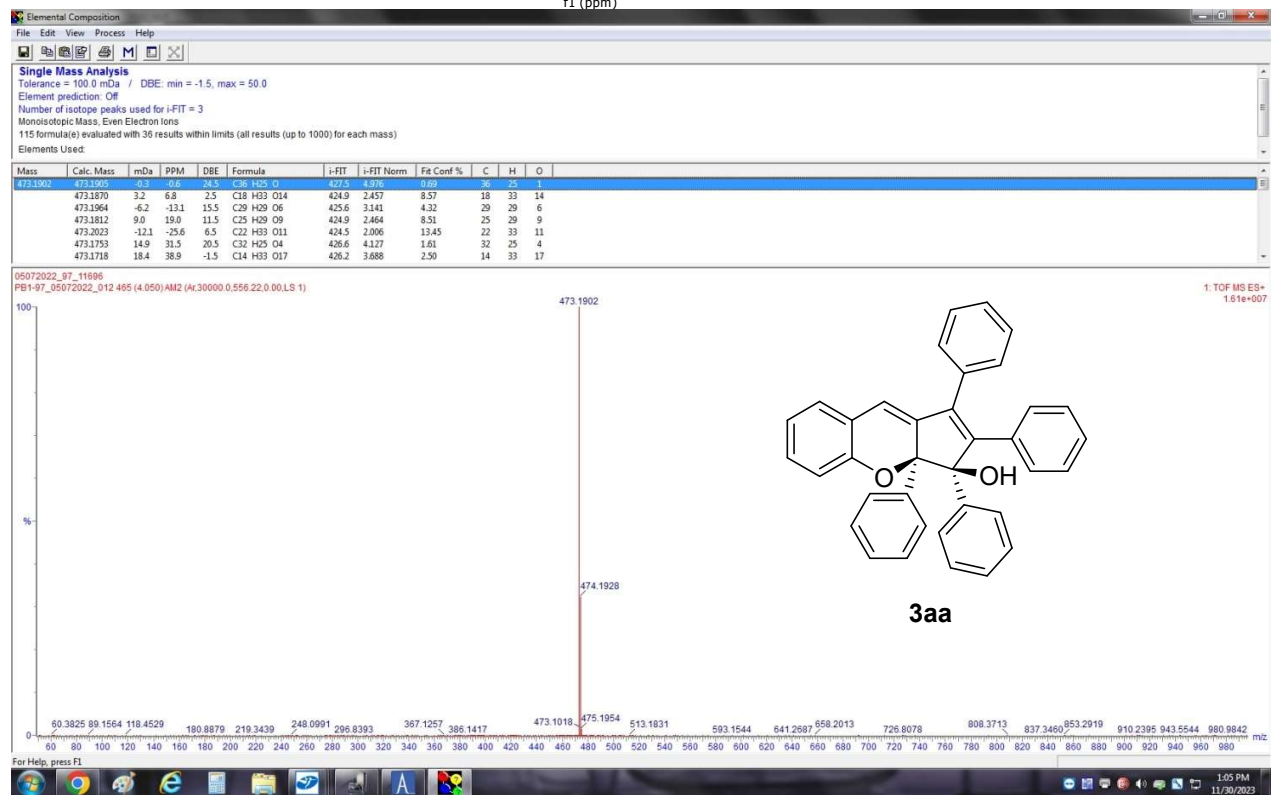 f1 (ppm)
Elemental Composition
File Edit View Process Help
Single Mass Analysis
Tolerance = 100.0 mDa / DBE: min = -1.5, max = 50.0
Element prediction: Off
Number of isotope peaks used for i-FIT = 3
Monoisotopic Mass, Even Electron Ions
115 formula(e) evaluated with 36 results within limits (all results (up to 1000) for each mass)
Elements Used:
Mass Calc. Mass mDa PPM DBE Formula i-FIT i-FIT Norm Fit Conf % C H O
473.1902 473.1905 -0.3 -0.6 24.5 C36 H25 O 427.5 4.976 0.69 36 25 1
473.1870 3.2 6.8 2.5 C18 H33 O14 424.9 2.457 8.57 18 33 14
473.1964 -6.2 -13.1 15.5 C29 H29 O6 425.6 3.141 4.32 29 29 6
473.1812 9.0 19.0 11.5 C25 H29 O9 424.9 2.464 8.51 25 29 9
473.2023 -12.1 -25.6 6.5 C22 H33 O11 424.5 2.006 13.45 22 33 11
473.1753 14.9 31.5 20.5 C32 H25 O4 426.6 4.127 1.61 32 25 4
473.1718 18.4 38.9 -1.5 C14 H33 O17 426.2 3.688 2.50 14 33 17
05072022_97_11696
PB1-97_05072022_012 465 (4.050) AM2 (Ar,30000.0,556.22,0.00,LS 1)
1: TOF MS ES+
1.61e+007
100
473.1902
%
O
OH
474.1928
3aa
60.3825 89.1564 118.4529 180.8879 219.3439 248.0991 296.8393 367.1257 386.1417 473.1018 475.1954 513.1831 593.1544 641.2687 658.2013 726.8078 808.3713 837.3460 853.2919 910.2395 943.5544 980.9842
0
60 80 100 120 140 160 180 200 220 240 260 280 300 320 340 360 380 400 420 440 460 480 500 520 540 560 580 600 620 640 660 680 700 720 740 760 780 800 820 840 860 880 900 920 940 960 980 m/z
For Help, press F1
1:05 PM
11/30/2023